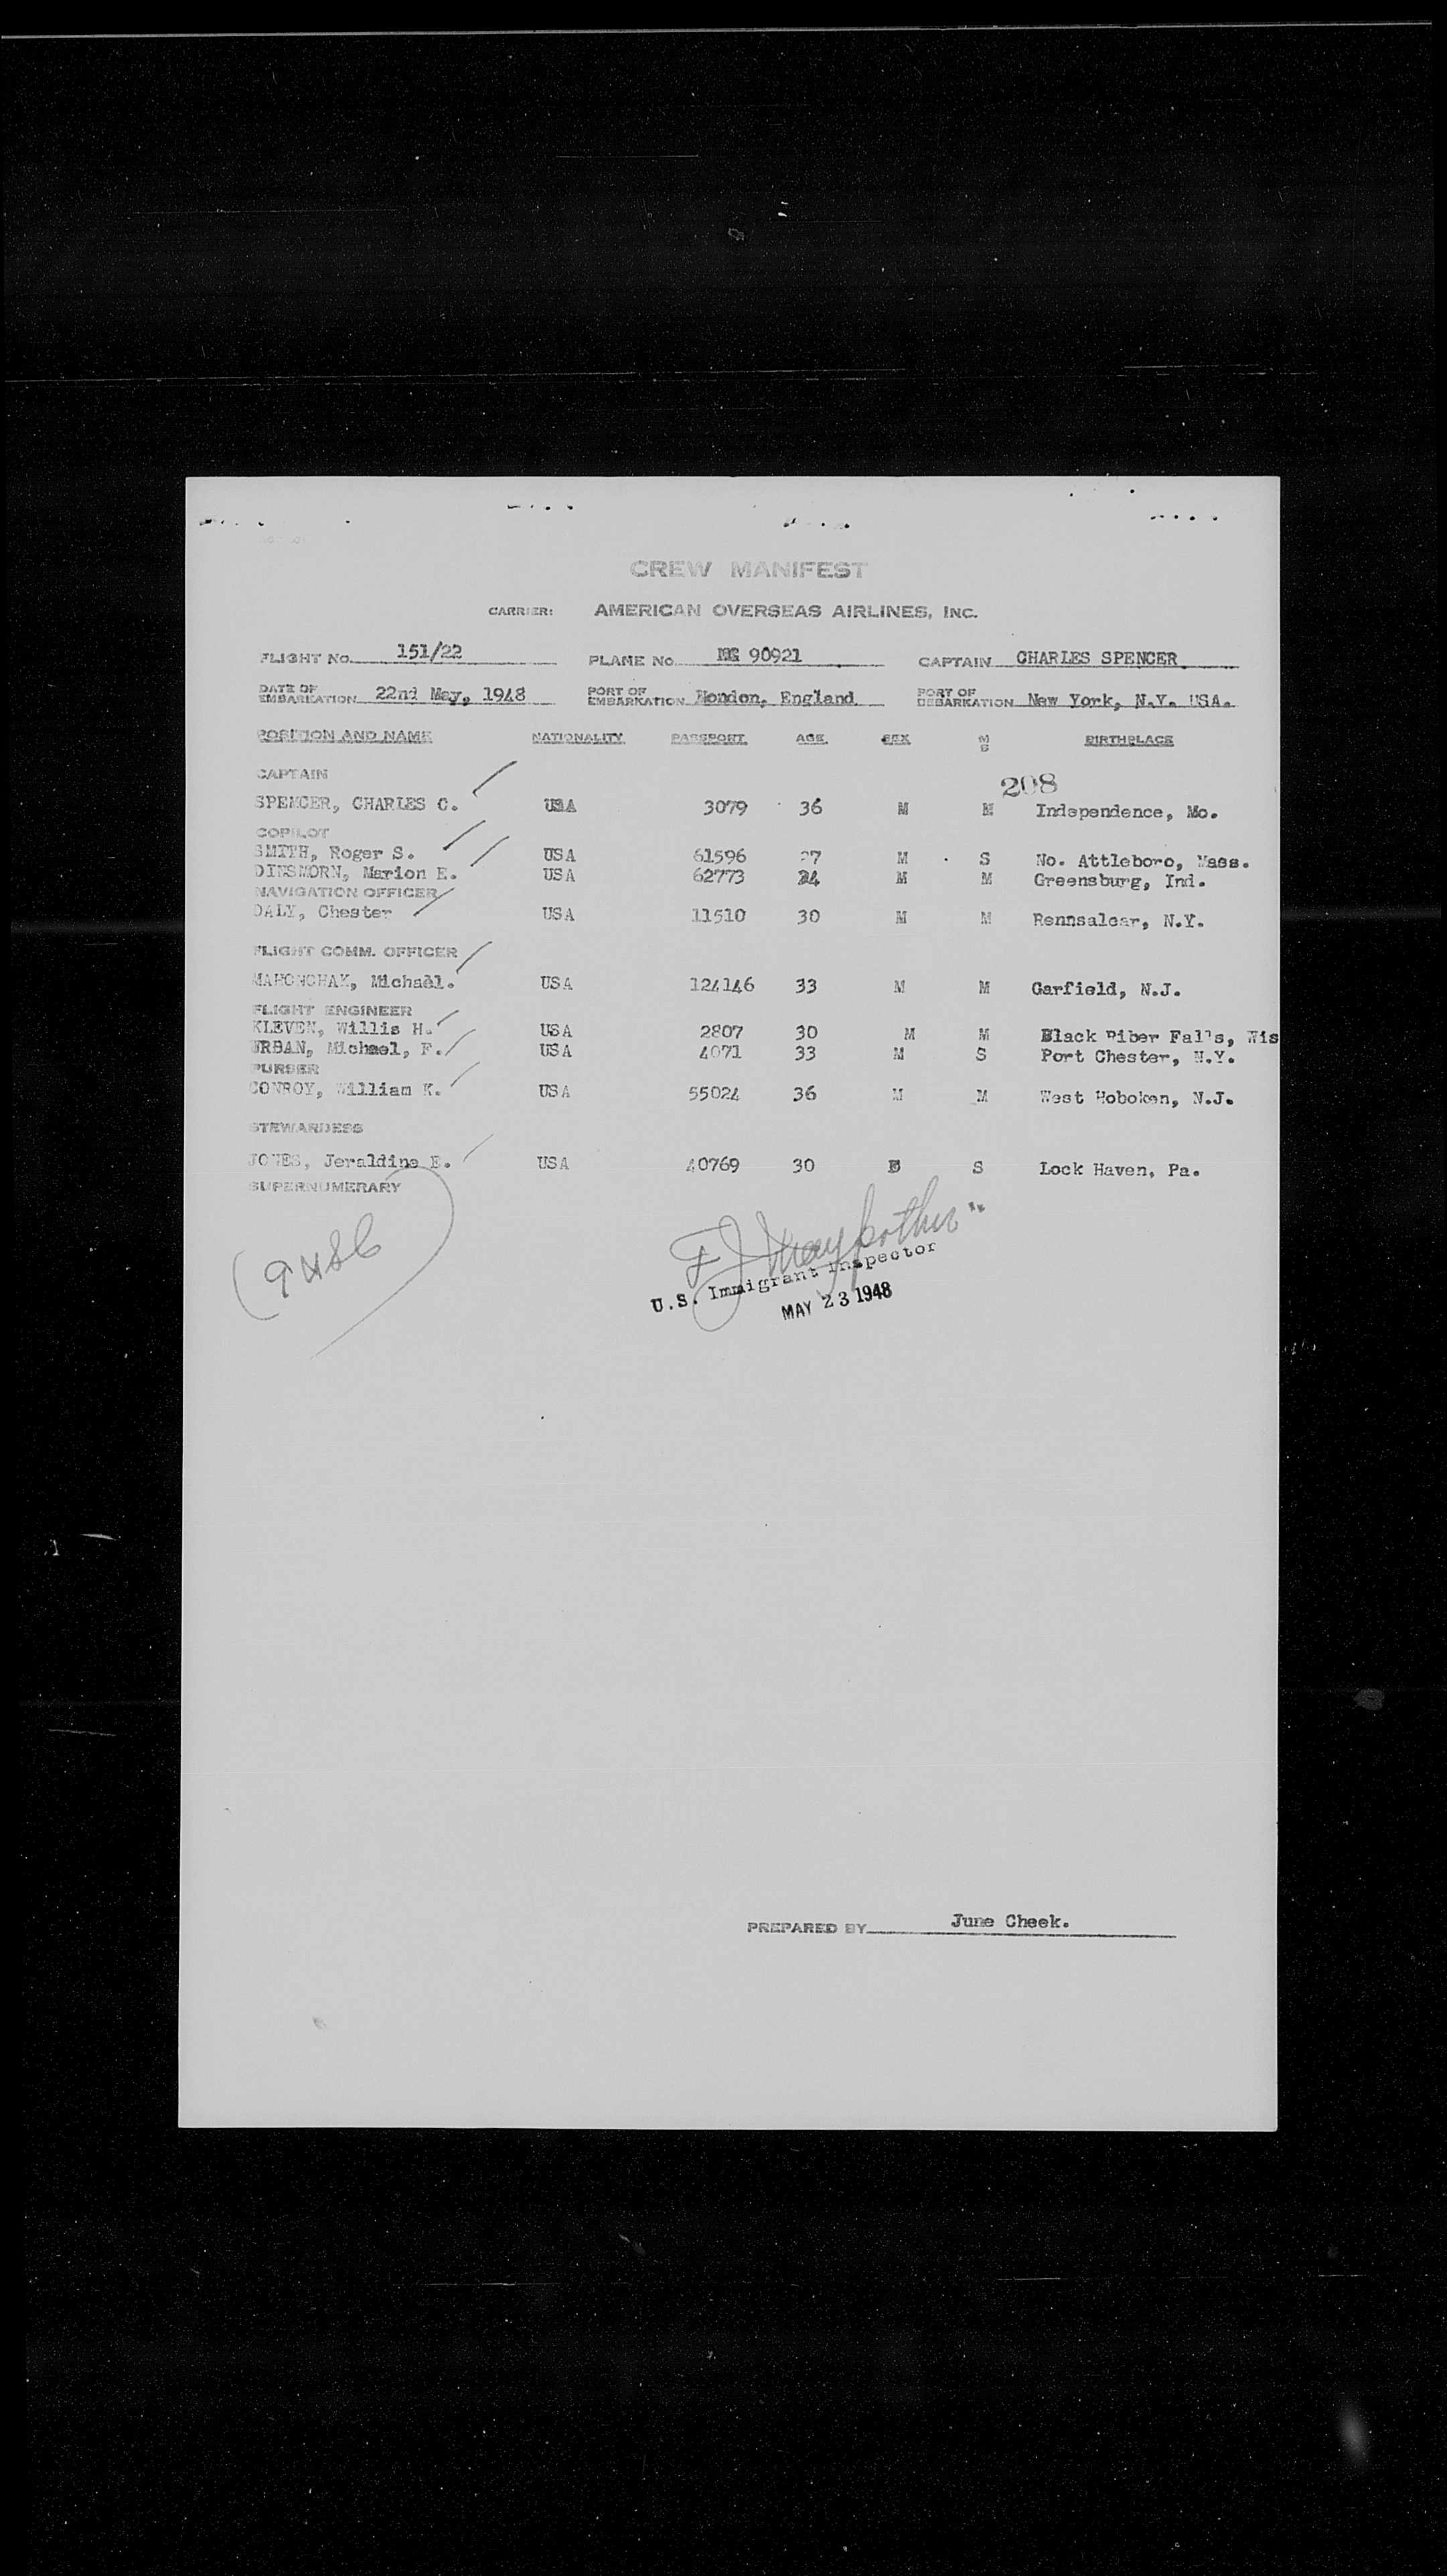 CREW MANIFEST
CARRIER: AMERICAN OVERSEAS AIRLINES, INC.
FLIGHT NO. 151/22 PLANE NO. 90921 CAPTAIN CHARLES SPENCER
DATE OF EMBARKATION 22nd May, 1948 PORT OF EMBARKATION London, England PORT OF DEBARKATION New York, N.Y. USA.
POSITION AND NAME NATIONALITY PASSPORT AGE SEX M S BIRTHPLACE
CAPTAIN
208
SPENCER, CHARLES C. USA 3079 36 M M Independence, Mo.
COPILOT
SMITH, Roger S. USA 61596 27 M S No. Attleboro, Mass.
DINSMORN, Marion E. USA 62773 24 M M Greensburg, Ind.
NAVIGATION OFFICER
DALY, Chester USA 11510 30 M M Rennsalear, N.Y.
FLIGHT COMM. OFFICER
MAHONCHAK, Michael. USA 124146 33 M M Garfield, N.J.
FLIGHT ENGINEER
KLEVEN, Willis H. USA 2807 30 M M Black Riber Falls, Wis
URBAN, Michael, F. USA 4071 33 M S Port Chester, N.Y.
PURSER
CONROY, William K. USA 55024 36 M M West Hoboken, N.J.
STEWARDESS
JONES, Jeraldine E. USA 40769 30 F S Lock Haven, Pa.
SUPERNUMERARY
U.S. Immigrant Inspector
MAY 23 1948
PREPARED BY June Cheek.